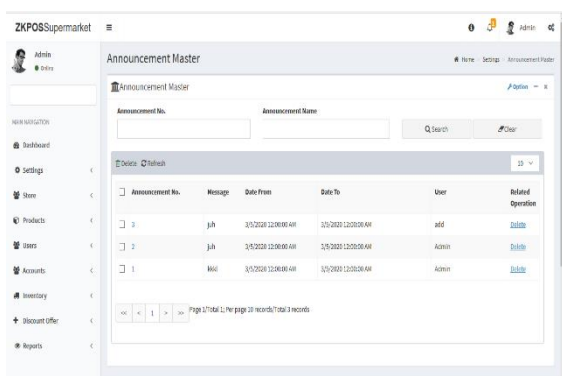 ZKPOSSupermarket
Admin
Admin
Online
Announcement Master
Home Settings Announcement Master
Announcement Master
Option
Announcement No. Announcement Name
Search Clear
MAIN NAVIGATION
Dashboard
Settings
Store
Products
Users
Accounts
Inventory
Discount Offer
Reports
Delete Refresh
10
Announcement No. Message Date From Date To User Related Operation
3 juh 3/5/2020 12:00:00 AM 3/5/2020 12:00:00 AM add Delete
2 juh 3/5/2020 12:00:00 AM 3/5/2020 12:00:00 AM Admin Delete
1 3/5/2020 12:00:00 AM 3/5/2020 12:00:00 AM Admin Delete
<< < 1 > >> Page 1/Total 1; Per page 10 records/Total 3 records